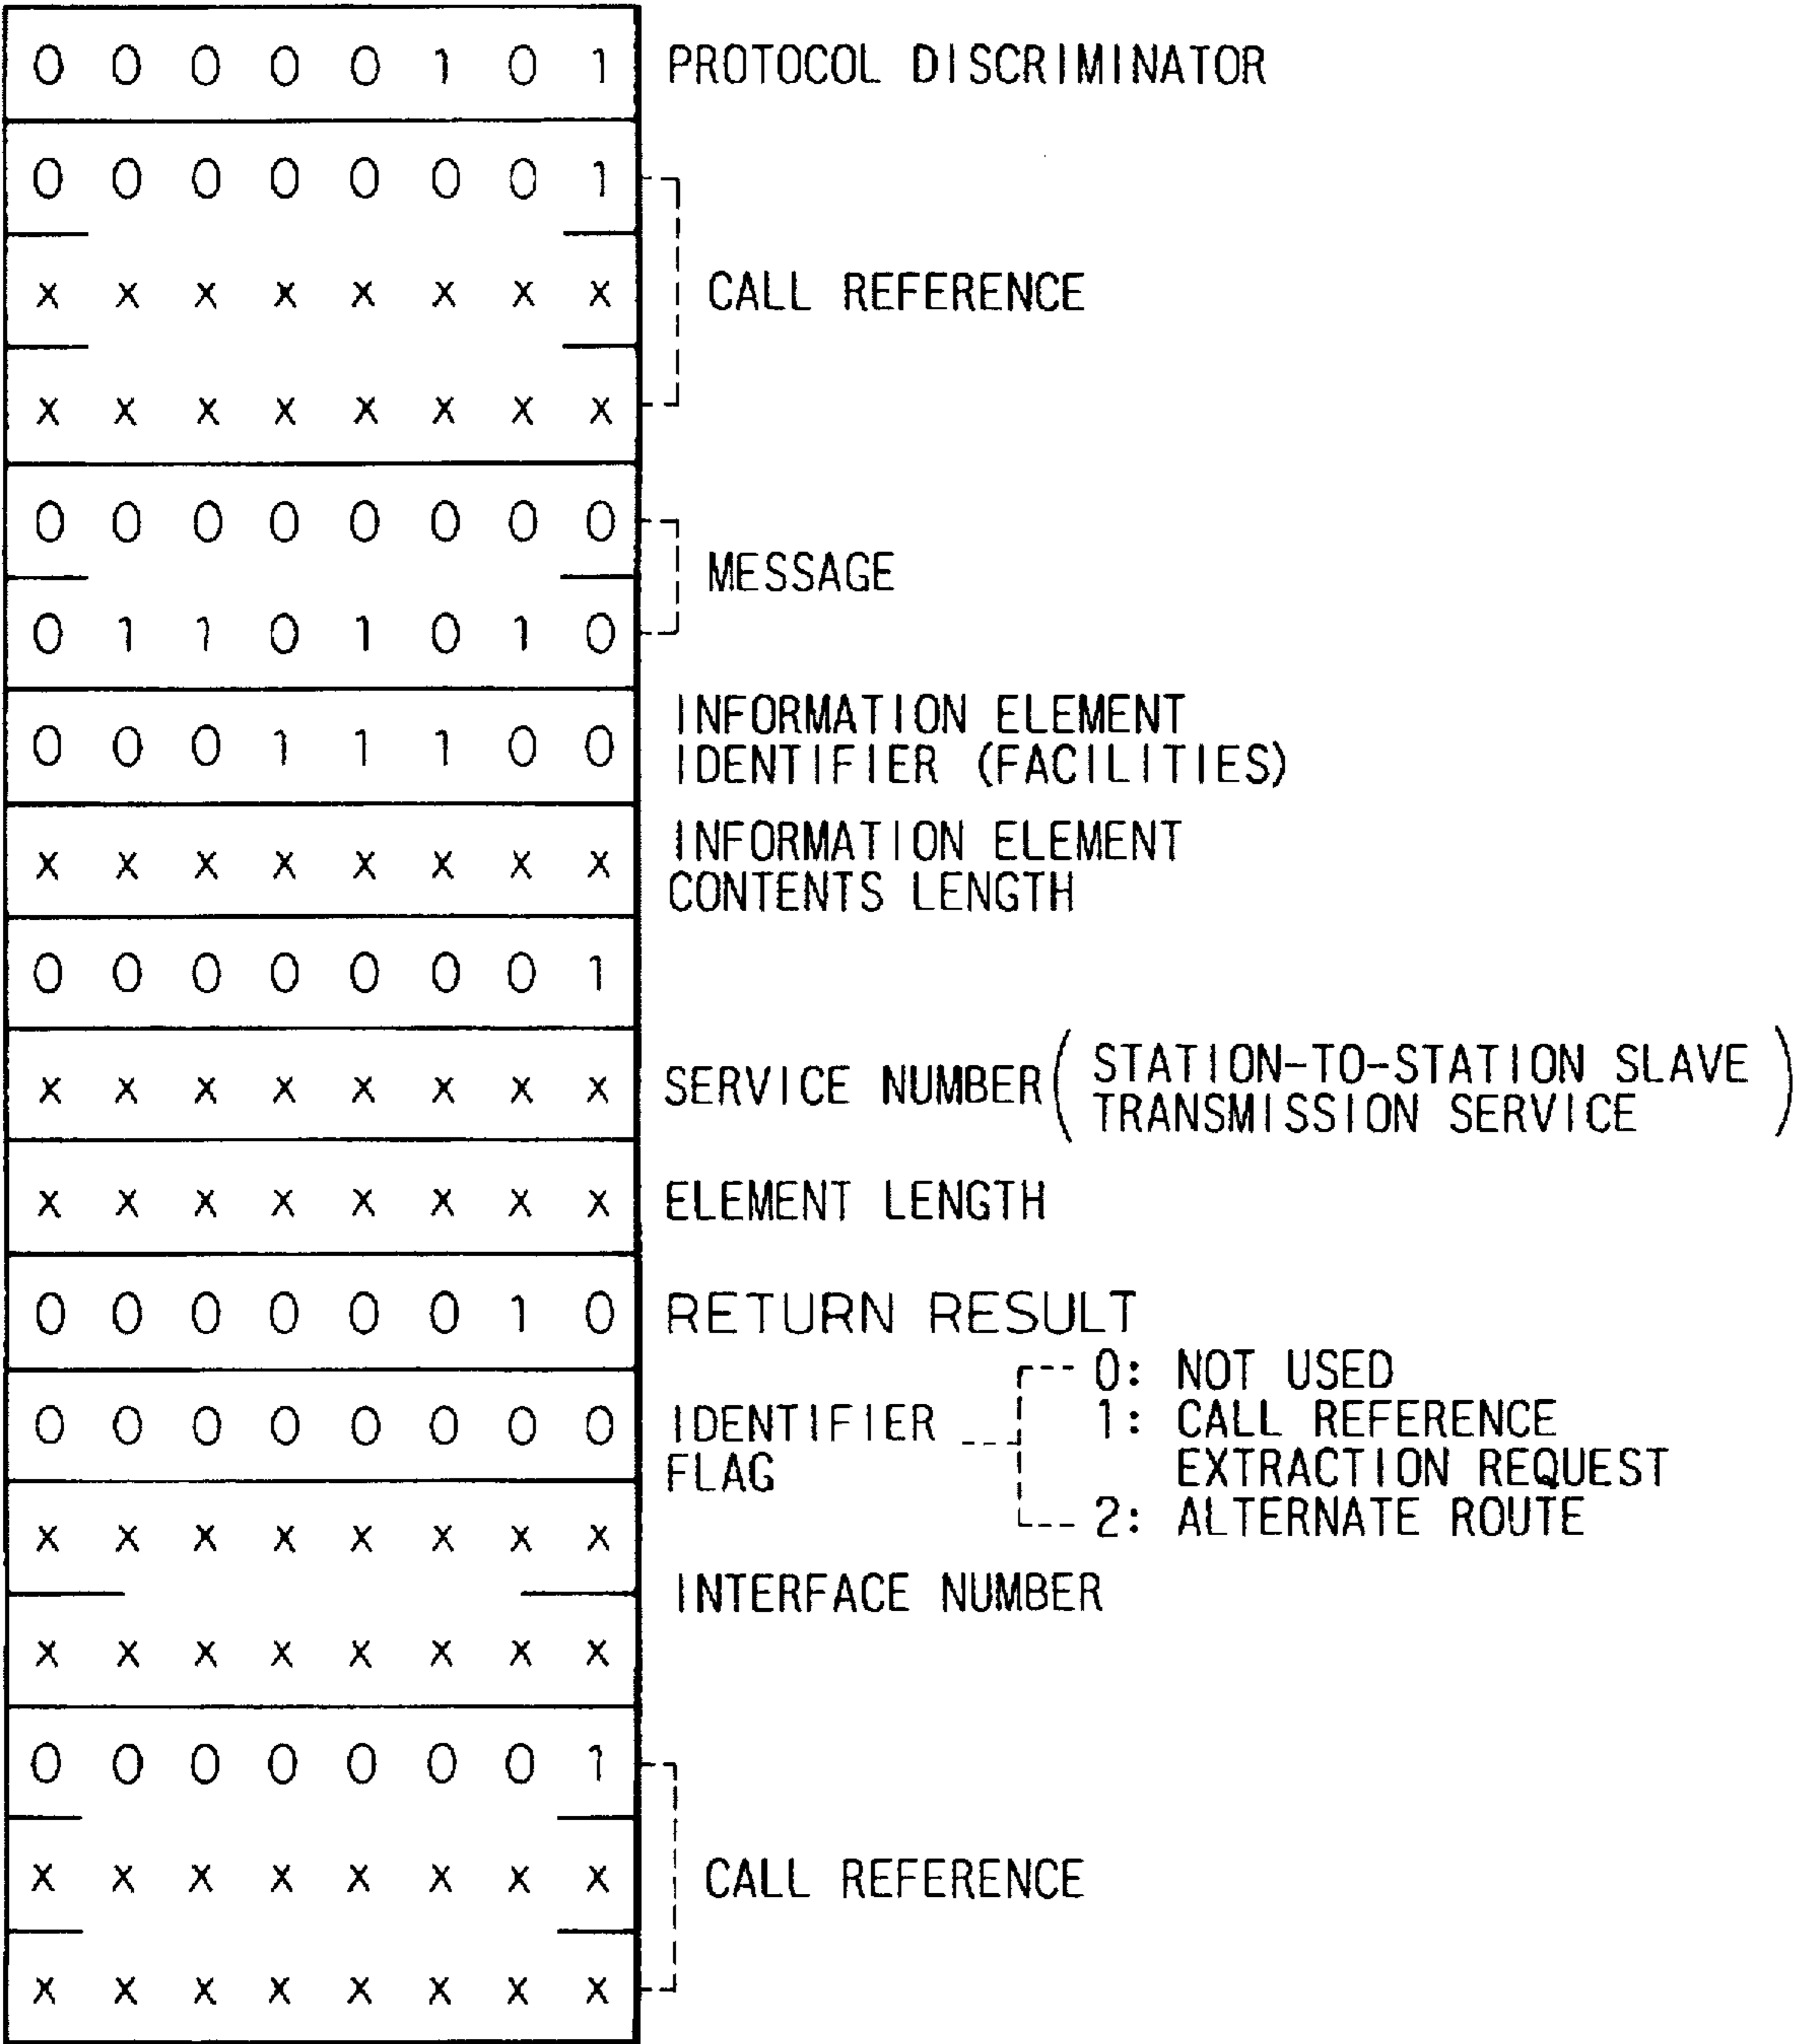 0 0 0 0 0 1 0 1 PROTOCOL DISCRIMINATOR
0 0 0 0 0 0 0 1
x x x x x x x x CALL REFERENCE
x x x x x x x x
0 0 0 0 0 0 0 0
MESSAGE
0 1 1 0 1 0 1 0
INFORMATION ELEMENT
0 0 0 1 1 1 0 0 IDENTIFIER (FACILITIES)
INFORMATION ELEMENT
x x x x x x x x CONTENTS LENGTH
0 0 0 0 0 0 0 1
x x x x x x x x SERVICE NUMBER ( STATION-TO-STATION SLAVE
TRANSMISSION SERVICE )
x x x x x x x x ELEMENT LENGTH
0 0 0 0 0 0 1 0 RETURN RESULT
0: NOT USED
0 0 0 0 0 0 0 0 IDENTIFIER 1: CALL REFERENCE
FLAG EXTRACTION REQUEST
2: ALTERNATE ROUTE
x x x x x x x x
INTERFACE NUMBER
x x x x x x x x
0 0 0 0 0 0 0 1
x x x x x x x x CALL REFERENCE
x x x x x x x x